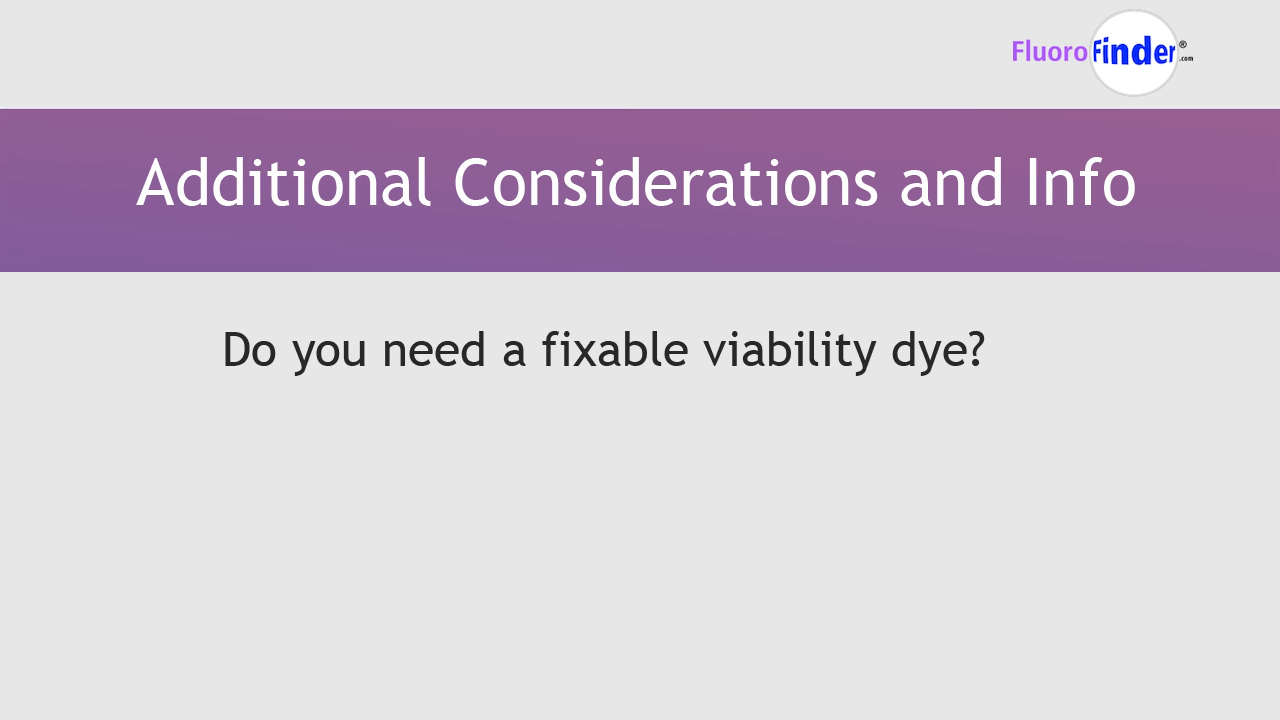 FluoroFinder®
.com
Additional Considerations and Info
Do you need a fixable viability dye?